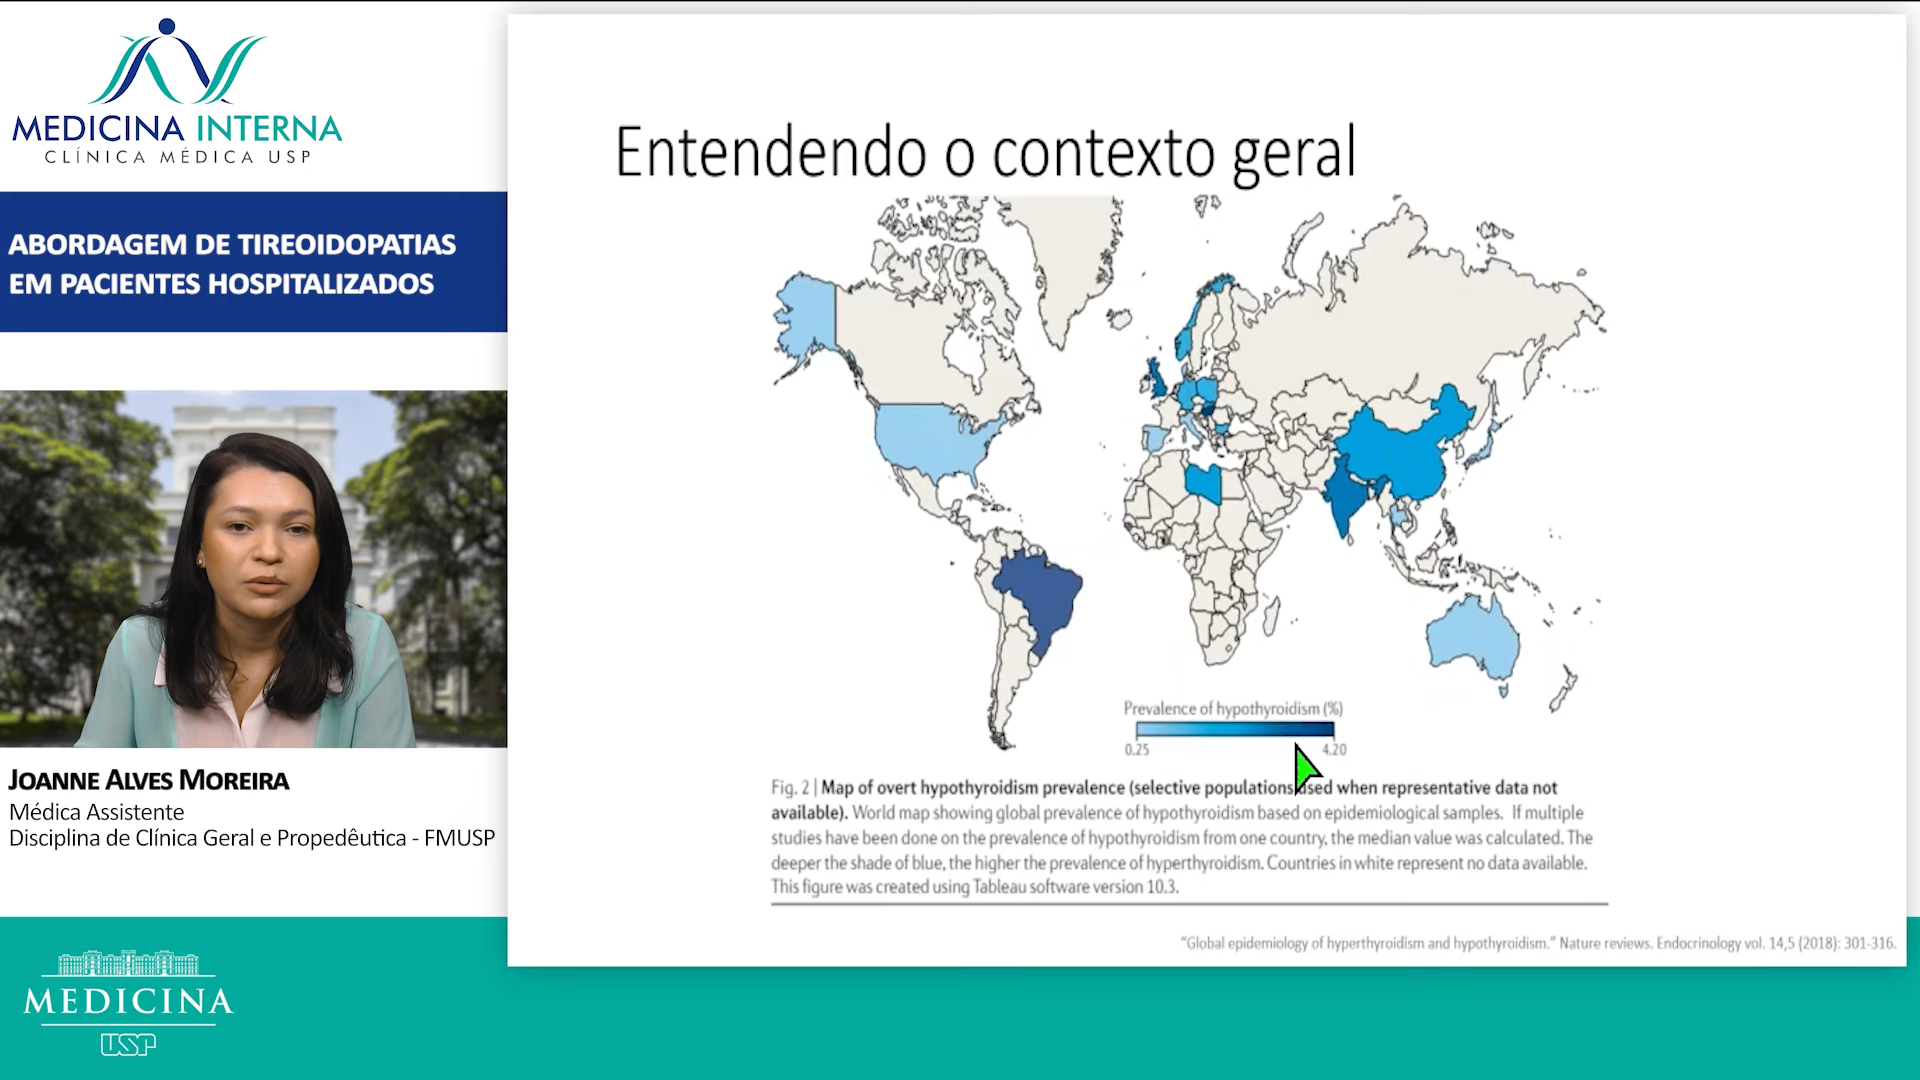 MEDICINA INTERNA
CLÍNICA MÉDICA USP
ABORDAGEM DE TIREOIDOPATIAS
EM PACIENTES HOSPITALIZADOS
JOANNE ALVES MOREIRA
Médica Assistente
Disciplina de Clínica Geral e Propedêutica - FMUSP
MEDICINA
USP
Entendendo o contexto geral
Prevalence of hypothyroidism (%)
0.25 4.20
Fig. 2 | Map of overt hypothyroidism prevalence (selective populations used when representative data not
available). World map showing global prevalence of hypothyroidism based on epidemiological samples. If multiple
studies have been done on the prevalence of hypothyroidism from one country, the median value was calculated. The
deeper the shade of blue, the higher the prevalence of hyperthyroidism. Countries in white represent no data available.
This figure was created using Tableau software version 10.3.
“Global epidemiology of hyperthyroidism and hypothyroidism.” Nature reviews. Endocrinology vol. 14,5 (2018): 301-316.